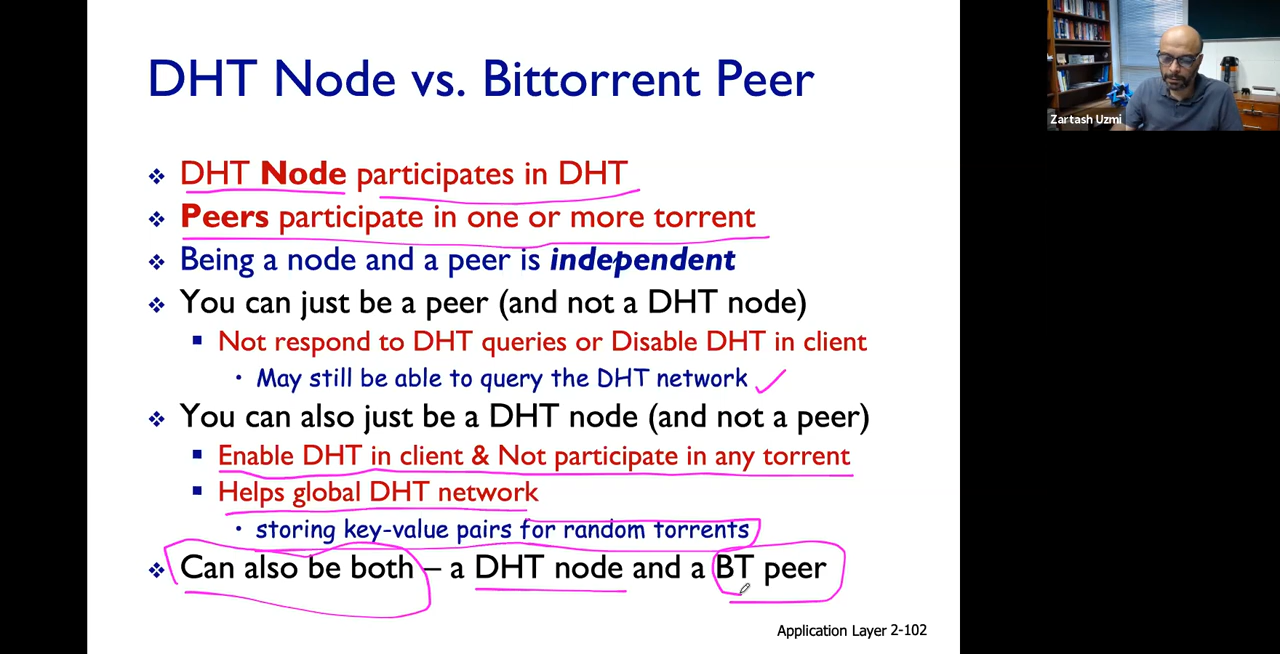 DHT Node vs. Bittorrent Peer
Zartash Uzmi
❖ DHT Node participates in DHT
❖ Peers participate in one or more torrent
❖ Being a node and a peer is independent
❖ You can just be a peer (and not a DHT node)
▪ Not respond to DHT queries or Disable DHT in client
• May still be able to query the DHT network
❖ You can also just be a DHT node (and not a peer)
▪ Enable DHT in client & Not participate in any torrent
▪ Helps global DHT network
• storing key-value pairs for random torrents
❖ Can also be both – a DHT node and a BT peer
Application Layer 2-102